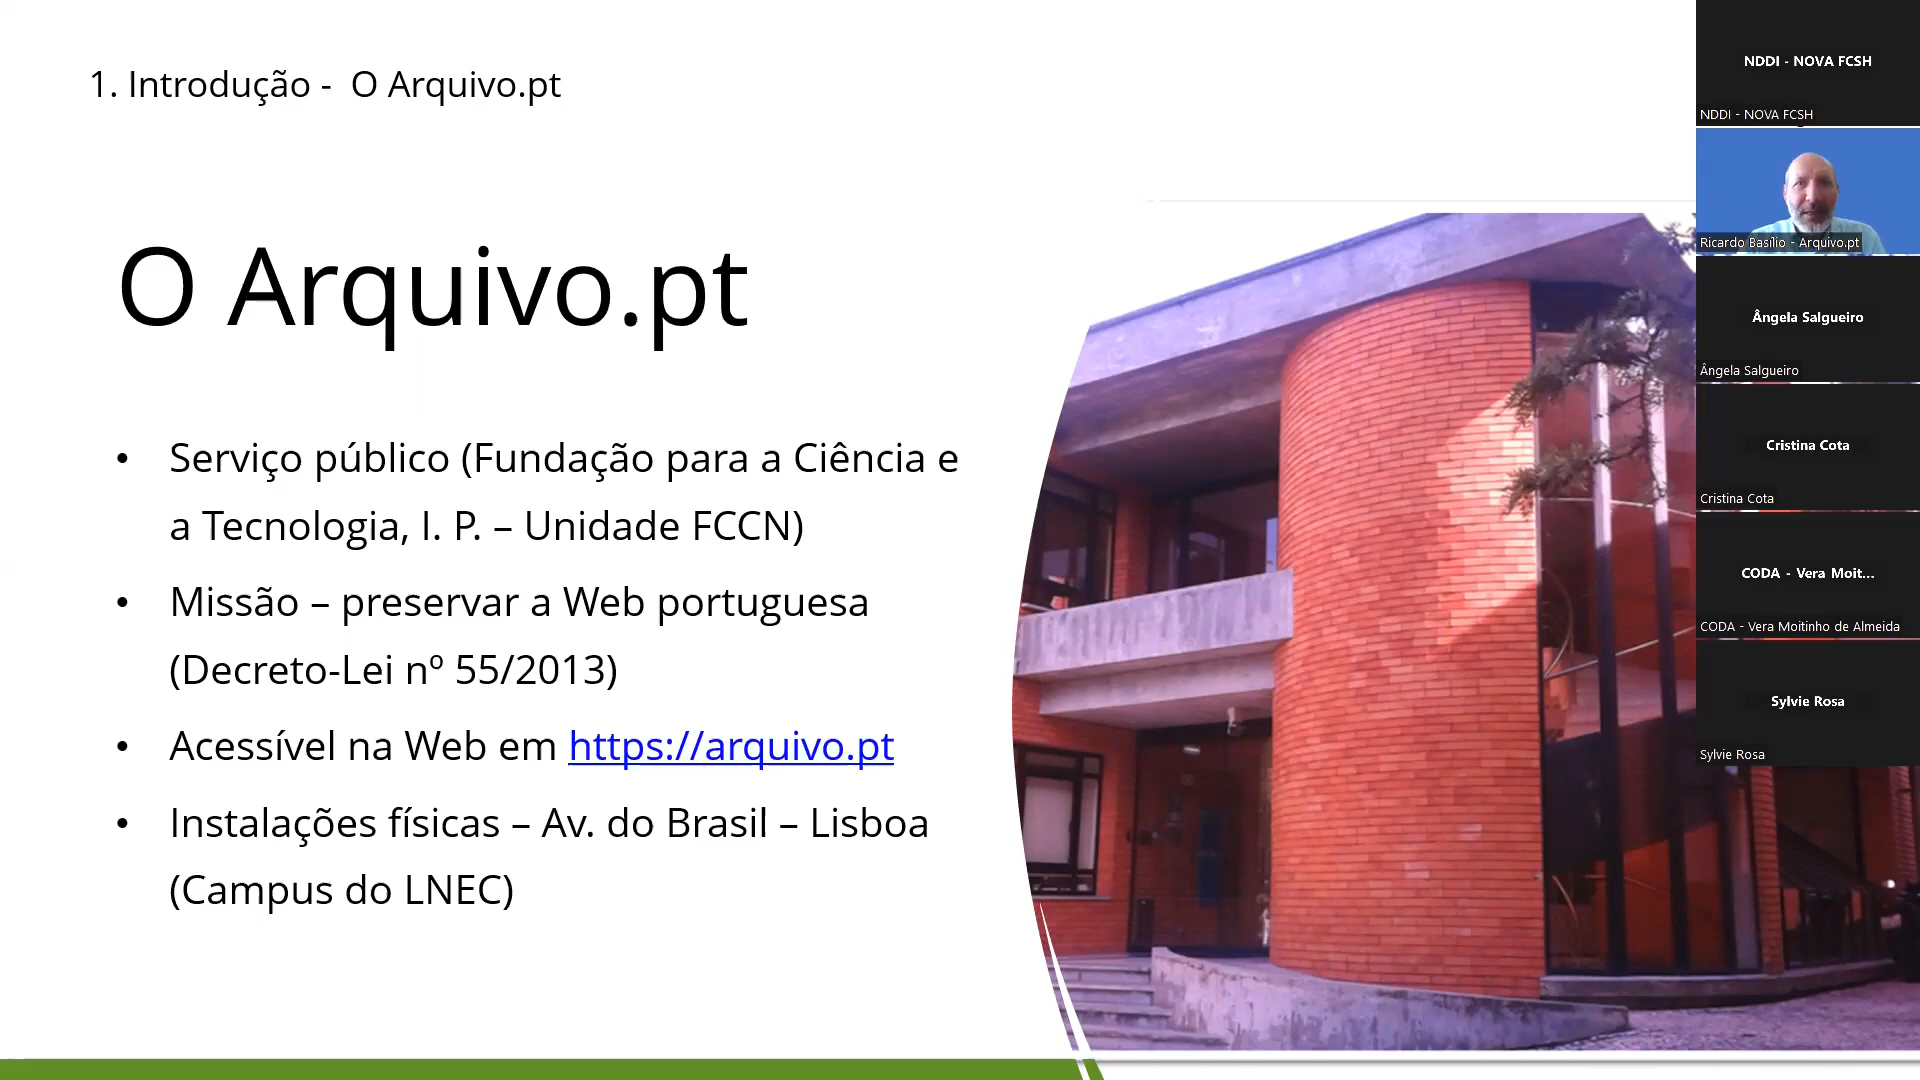 1. Introdução - O Arquivo.pt
O Arquivo.pt
• Serviço público (Fundação para a Ciência e
a Tecnologia, I. P. – Unidade FCCN)
• Missão – preservar a Web portuguesa
(Decreto-Lei nº 55/2013)
• Acessível na Web em https://arquivo.pt
• Instalações físicas – Av. do Brasil – Lisboa
(Campus do LNEC)
NDDI - NOVA FCSH
NDDI - NOVA FCSH
Ricardo Basílio - Arquivo.pt
Ângela Salgueiro
Ângela Salgueiro
Cristina Cota
Cristina Cota
CODA - Vera Moit...
CODA - Vera Moitinho de Almeida
Sylvie Rosa
Sylvie Rosa